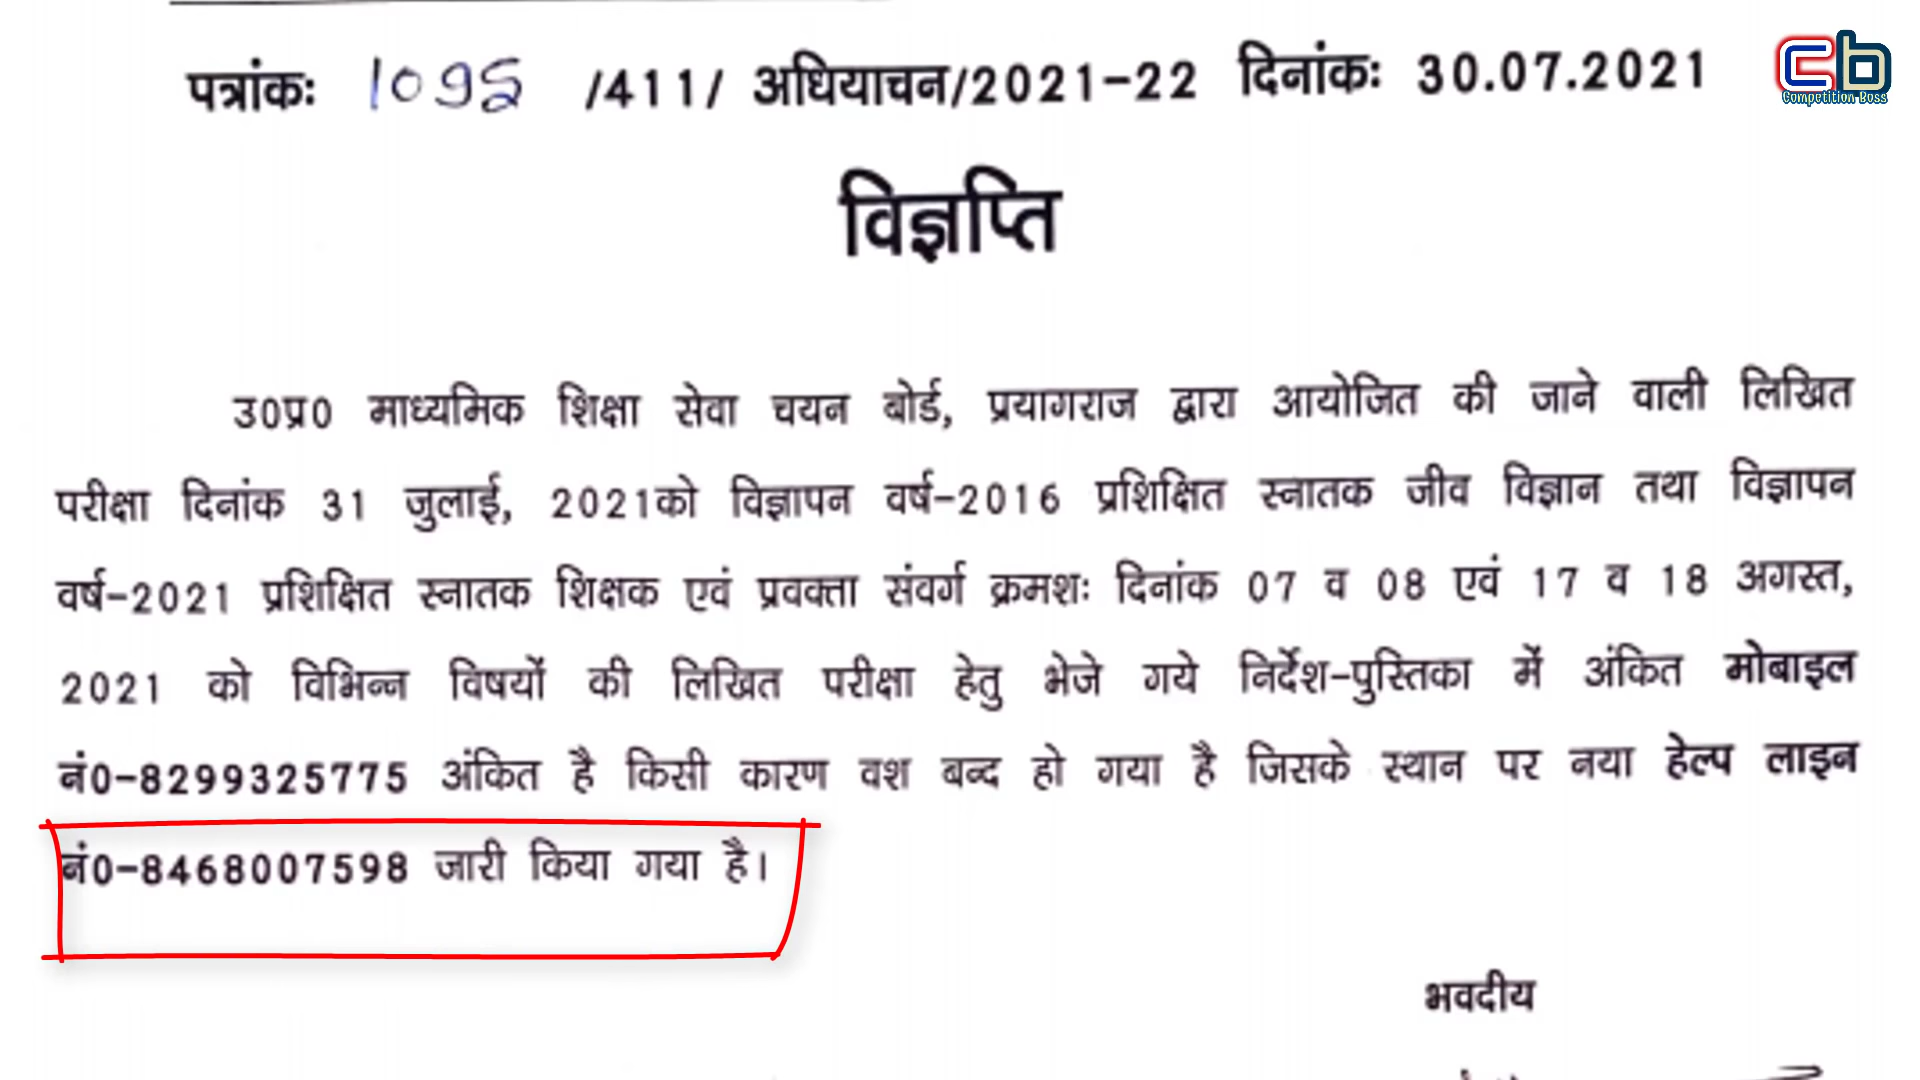 पत्रांकः 1095 /411/ अधियाचन/2021-22 दिनांकः 30.07.2021
Cb
Competition Boss
विज्ञप्ति
उ0प्र0 माध्यमिक शिक्षा सेवा चयन बोर्ड, प्रयागराज द्वारा आयोजित की जाने वाली लिखित
परीक्षा दिनांक 31 जुलाई, 2021को विज्ञापन वर्ष-2016 प्रशिक्षित स्नातक जीव विज्ञान तथा विज्ञापन
वर्ष-2021 प्रशिक्षित स्नातक शिक्षक एवं प्रवक्ता संवर्ग क्रमशः दिनांक 07 व 08 एवं 17 व 18 अगस्त,
2021 को विभिन्न विषयों की लिखित परीक्षा हेतु भेजे गये निर्देश-पुस्तिका में अंकित मोबाइल
नं0-8299325775 अंकित है किसी कारण वश बन्द हो गया है जिसके स्थान पर नया हेल्प लाइन
नं0-8468007598 जारी किया गया है।
भवदीय